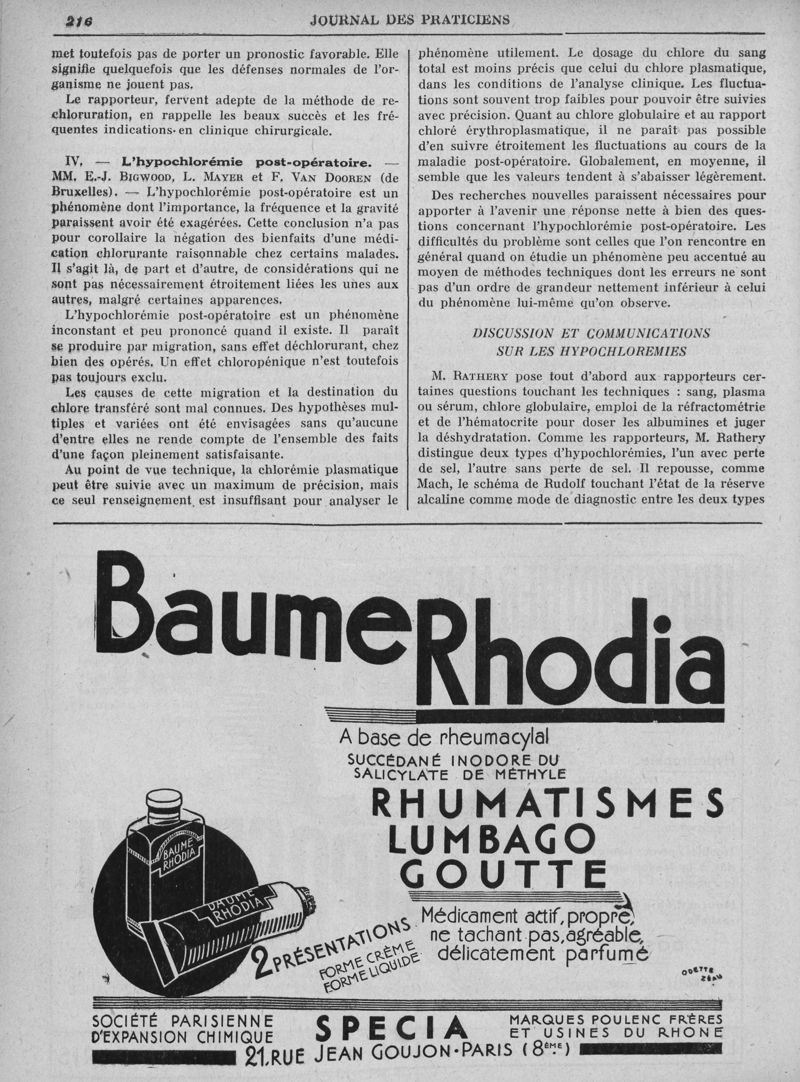 216
JOURNAL DES PRATICIENS
met toutefois pas de porter un pronostic favorable. Elle
signifie quelquefois que les défenses normales de l'or-
ganisme ne jouent pas.
Le rapporteur, fervent adepte de la méthode de re-
chloruration, en rappelle les beaux succès et les fré-
quentes indications en clinique chirurgicale.
IV. — L'hypochlorémie post-opératoire. —
MM. E.-J. BIGWOOD, L. MAYER et F. VAN DOOREN (de
Bruxelles). — L'hypochlorémie post-opératoire est un
phénomène dont l'importance, la fréquence et la gravité
paraissent avoir été exagérées. Cette conclusion n'a pas
pour corollaire la négation des bienfaits d'une médi-
cation chlorurante raisonnable chez certains malades.
Il s'agit là, de part et d'autre, de considérations qui ne
sont pas nécessairement étroitement liées les unes aux
autres, malgré certaines apparences.
L'hypochlorémie post-opératoire est un phénomène
inconstant et peu prononcé quand il existe. Il paraît
se produire par migration, sans effet déchlorurant, chez
bien des opérés. Un effet chloropénique n'est toutefois
pas toujours exclu.
Les causes de cette migration et la destination du
chlore transféré sont mal connues. Des hypothèses mul-
tiples et variées ont été envisagées sans qu'aucune
d'entre elles ne rende compte de l'ensemble des faits
d'une façon pleinement satisfaisante.
Au point de vue technique, la chlorémie plasmatique
peut être suivie avec un maximum de précision, mais
ce seul renseignement est insuffisant pour analyser le
phénomène utilement. Le dosage du chlore du sang
total est moins précis que celui du chlore plasmatique,
dans les conditions de l'analyse clinique. Les fluctua-
tions sont souvent trop faibles pour pouvoir être suivies
avec précision. Quant au chlore globulaire et au rapport
chloré érythroplasmatique, il ne paraît pas possible
d'en suivre étroitement les fluctuations au cours de la
maladie post-opératoire. Globalement, en moyenne, il
semble que les valeurs tendent à s'abaisser légèrement.
Des recherches nouvelles paraissent nécessaires pour
apporter à l'avenir une réponse nette à bien des ques-
tions concernant l'hypochlorémie post-opératoire. Les
difficultés du problème sont celles que l'on rencontre en
général quand on étudie un phénomène peu accentué au
moyen de méthodes techniques dont les erreurs ne sont
pas d'un ordre de grandeur nettement inférieur à celui
du phénomène lui-même qu'on observe.
DISCUSSION ET COMMUNICATIONS
SUR LES HYPOCHLOREMIES
M. RATHERY pose tout d'abord aux rapporteurs cer-
taines questions touchant les techniques : sang, plasma
ou sérum, chlore globulaire, emploi de la réfractométrie
et de l'hématocrite pour doser les albumines et juger
la déshydratation. Comme les rapporteurs, M. Rathery
distingue deux types d'hypochlorémies, l'un avec perte
de sel, l'autre sans perte de sel. Il repousse, comme
Mach, le schéma de Rudolf touchant l'état de la réserve
alcaline comme mode de diagnostic entre les deux types
Baume Rhodia
A base de rheumacylal
SUCCÉDANÉ INODORE DU
SALICYLATE DE MÉTHYLE
RHUMATISMES
LUMBAGO
GOUTTE
BAUME
RHODIA
BAUME
RHODIA
2 PRÉSENTATIONS
FORME CRÈME
FORME LIQUIDE
Médicament actif, propre,
ne tachant pas, agréable,
délicatement parfumé
ODETTE
SOCIÉTÉ PARISIENNE
D'EXPANSION CHIMIQUE
SPECIA
MARQUES POULENC FRÈRES
ET USINES DU RHONE
21, RUE JEAN GOUJON · PARIS (8ÈME)